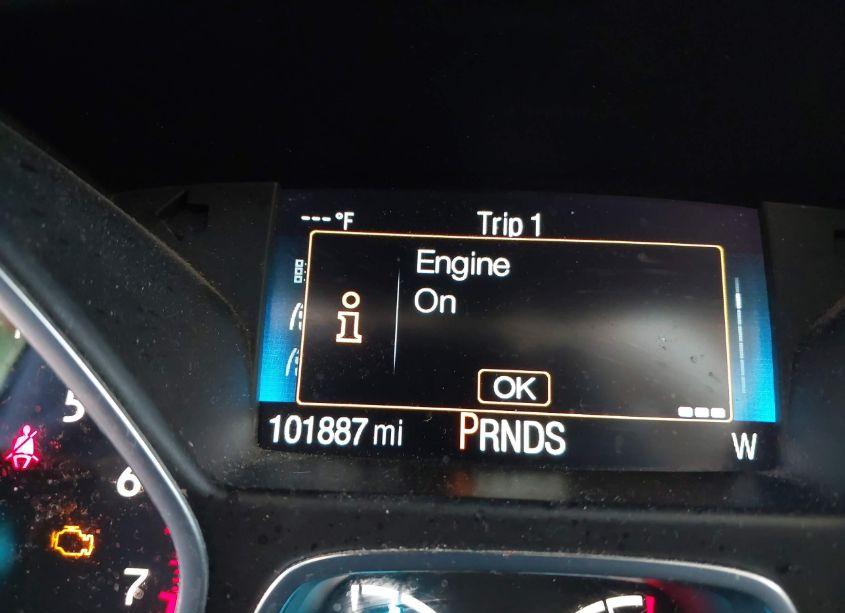 ---°F Trip 1
Engine
On
OK
101887 mi PRNDS W
5
6
7